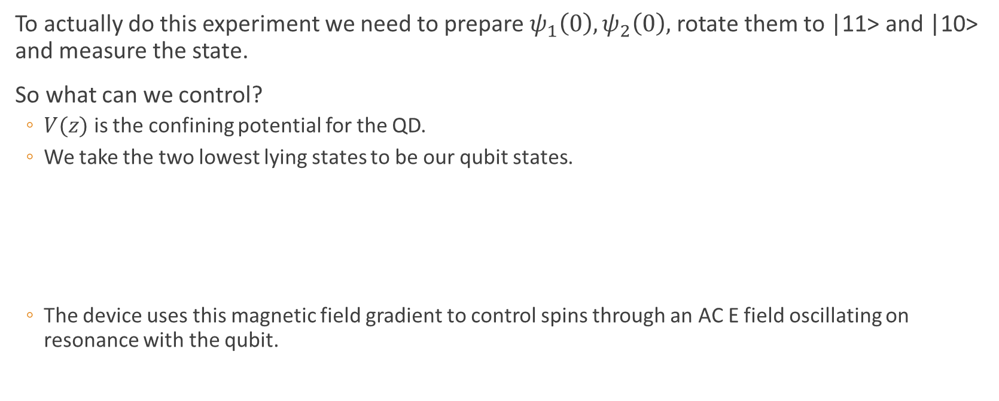 To actually do this experiment we need to prepare ψ₁(0), ψ₂(0), rotate them to |11> and |10>
and measure the state.
So what can we control?
◦ V(z) is the confining potential for the QD.
◦ We take the two lowest lying states to be our qubit states.
◦ The device uses this magnetic field gradient to control spins through an AC E field oscillating on
resonance with the qubit.